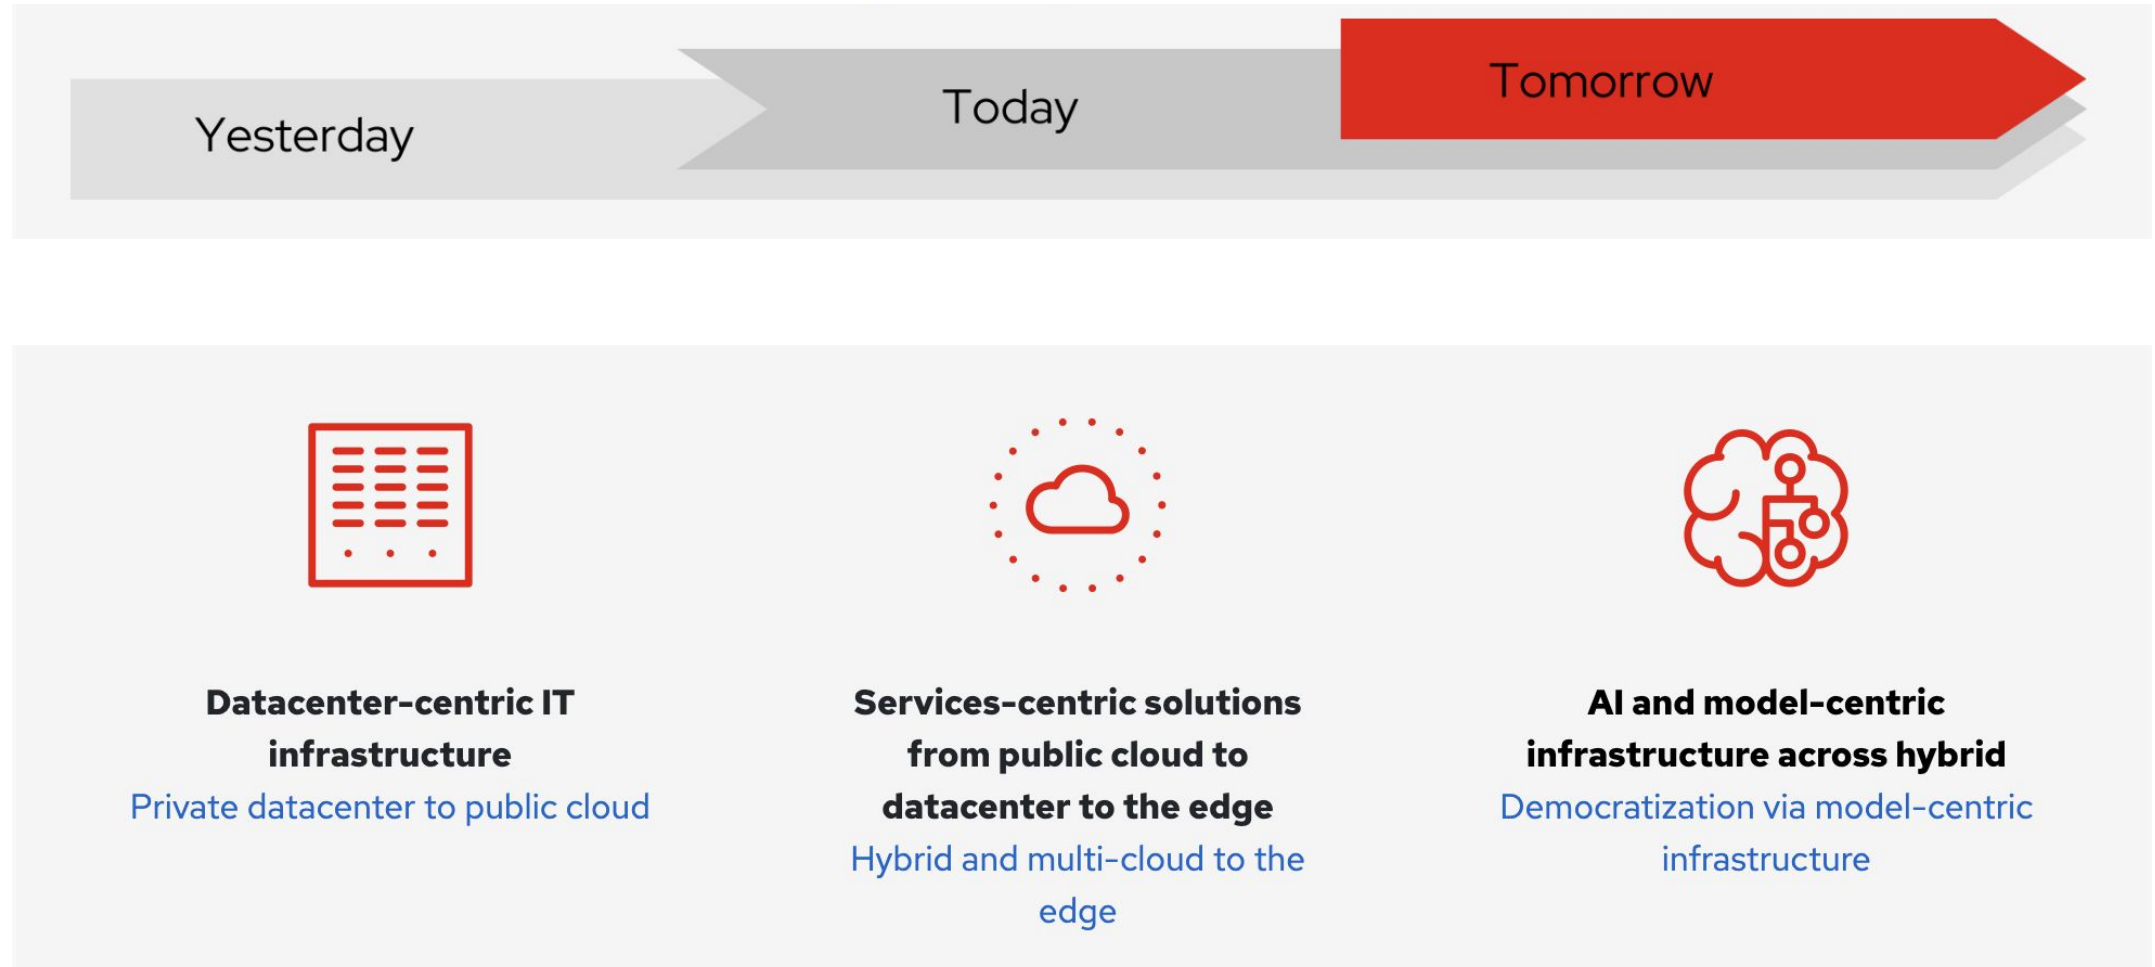 Yesterday
Today
Tomorrow
Datacenter-centric IT
infrastructure
Private datacenter to public cloud
Services-centric solutions
from public cloud to
datacenter to the edge
Hybrid and multi-cloud to the
edge
AI and model-centric
infrastructure across hybrid
Democratization via model-centric
infrastructure